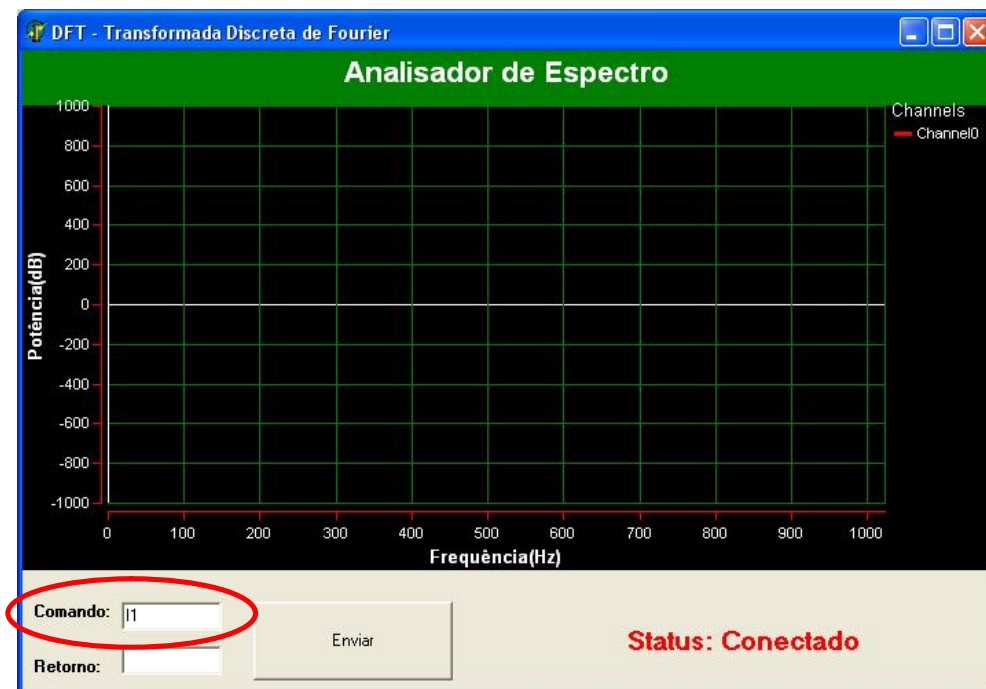 DFT - Transformada Discreta de Fourier
Analisador de Espectro
Channels
Channel0
Potência(dB)
1000
800
600
400
200
0
-200
-400
-600
-800
-1000
0 100 200 300 400 500 600 700 800 900 1000
Frequência(Hz)
Comando: I1
Enviar
Status: Conectado
Retorno: